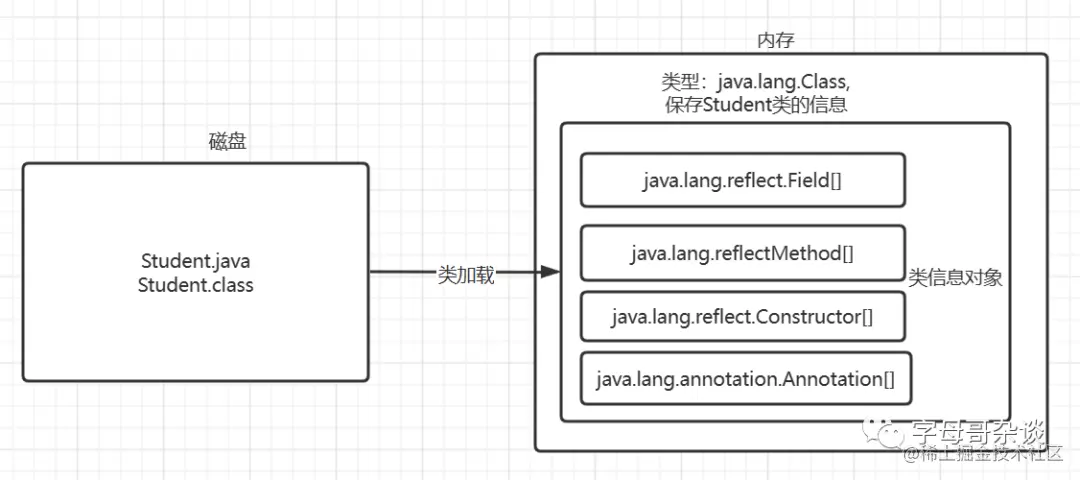 磁盘
Student.java
Student.class
类加载
内存
类型：java.lang.Class,
保存Student类的信息
java.lang.reflect.Field[]
java.lang.reflectMethod[]
java.lang.reflect.Constructor[]
java.lang.annotation.Annotation[]
类信息对象
字母哥杂谈
@稀土掘金技术社区